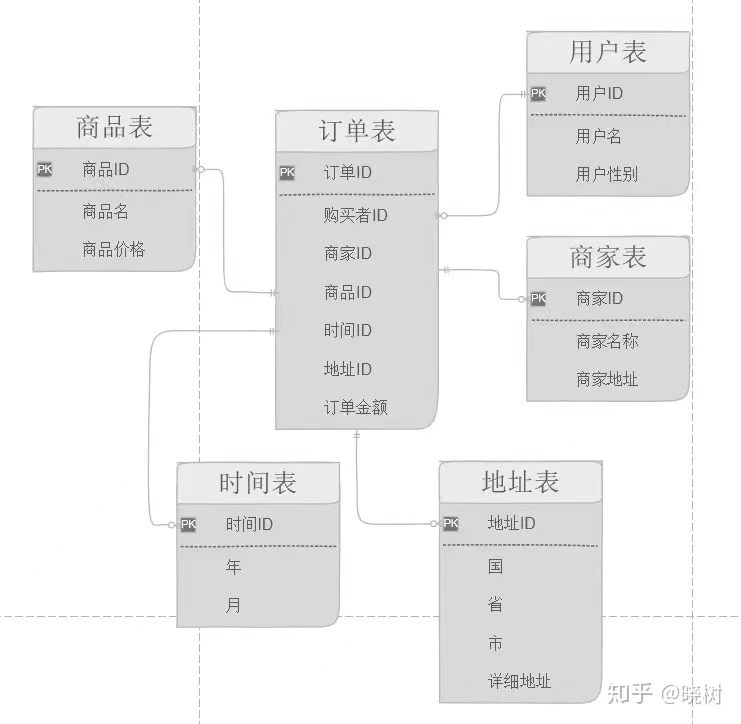 商品表
PK 商品ID
商品名
商品价格
订单表
PK 订单ID
购买者ID
商家ID
商品ID
时间ID
地址ID
订单金额
用户表
PK 用户ID
用户名
用户性别
商家表
PK 商家ID
商家名称
商家地址
时间表
PK 时间ID
年
月
地址表
PK 地址ID
国
省
市
详细地址
知乎 @晓树